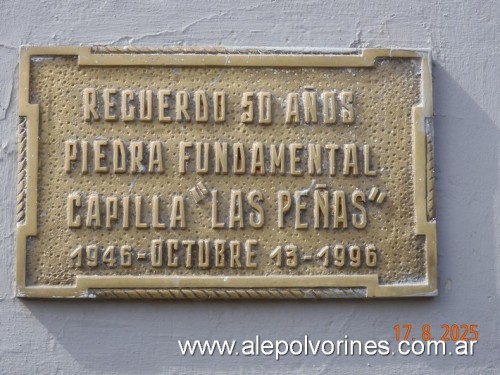 RECUERDO 50 AÑOS
PIEDRA FUNDAMENTAL
CAPILLA "LAS PEÑAS"
1946-OCTUBRE 13-1996
17.8.2025
www.alepolvorines.com.ar